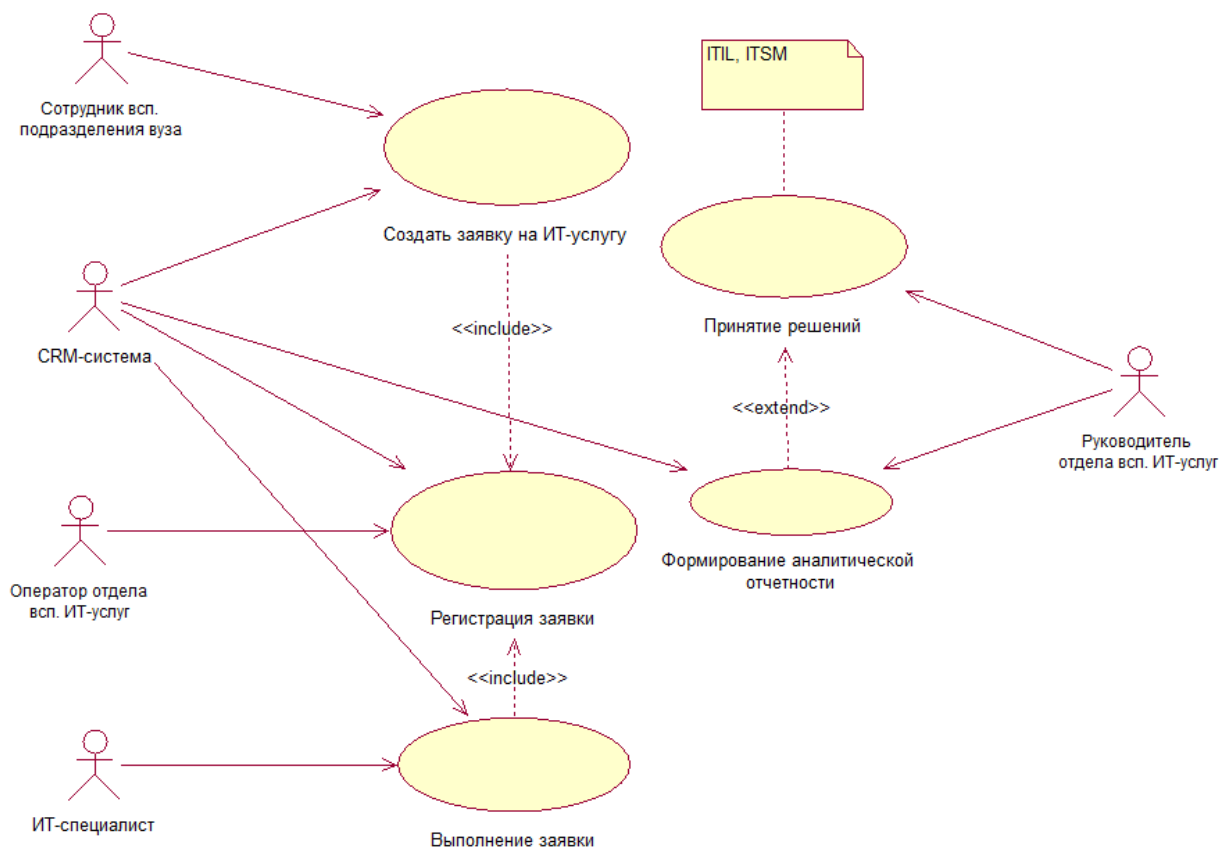 ITIL, ITSM
Сотрудник всп.
подразделения вуза
Создать заявку на ИТ-услугу
Принятие решений
<<include>>
CRM-система
<<extend>>
Руководитель
отдела всп. ИТ-услуг
Формирование аналитической
отчетности
Оператор отдела
всп. ИТ-услуг
Регистрация заявки
<<include>>
ИТ-специалист
Выполнение заявки